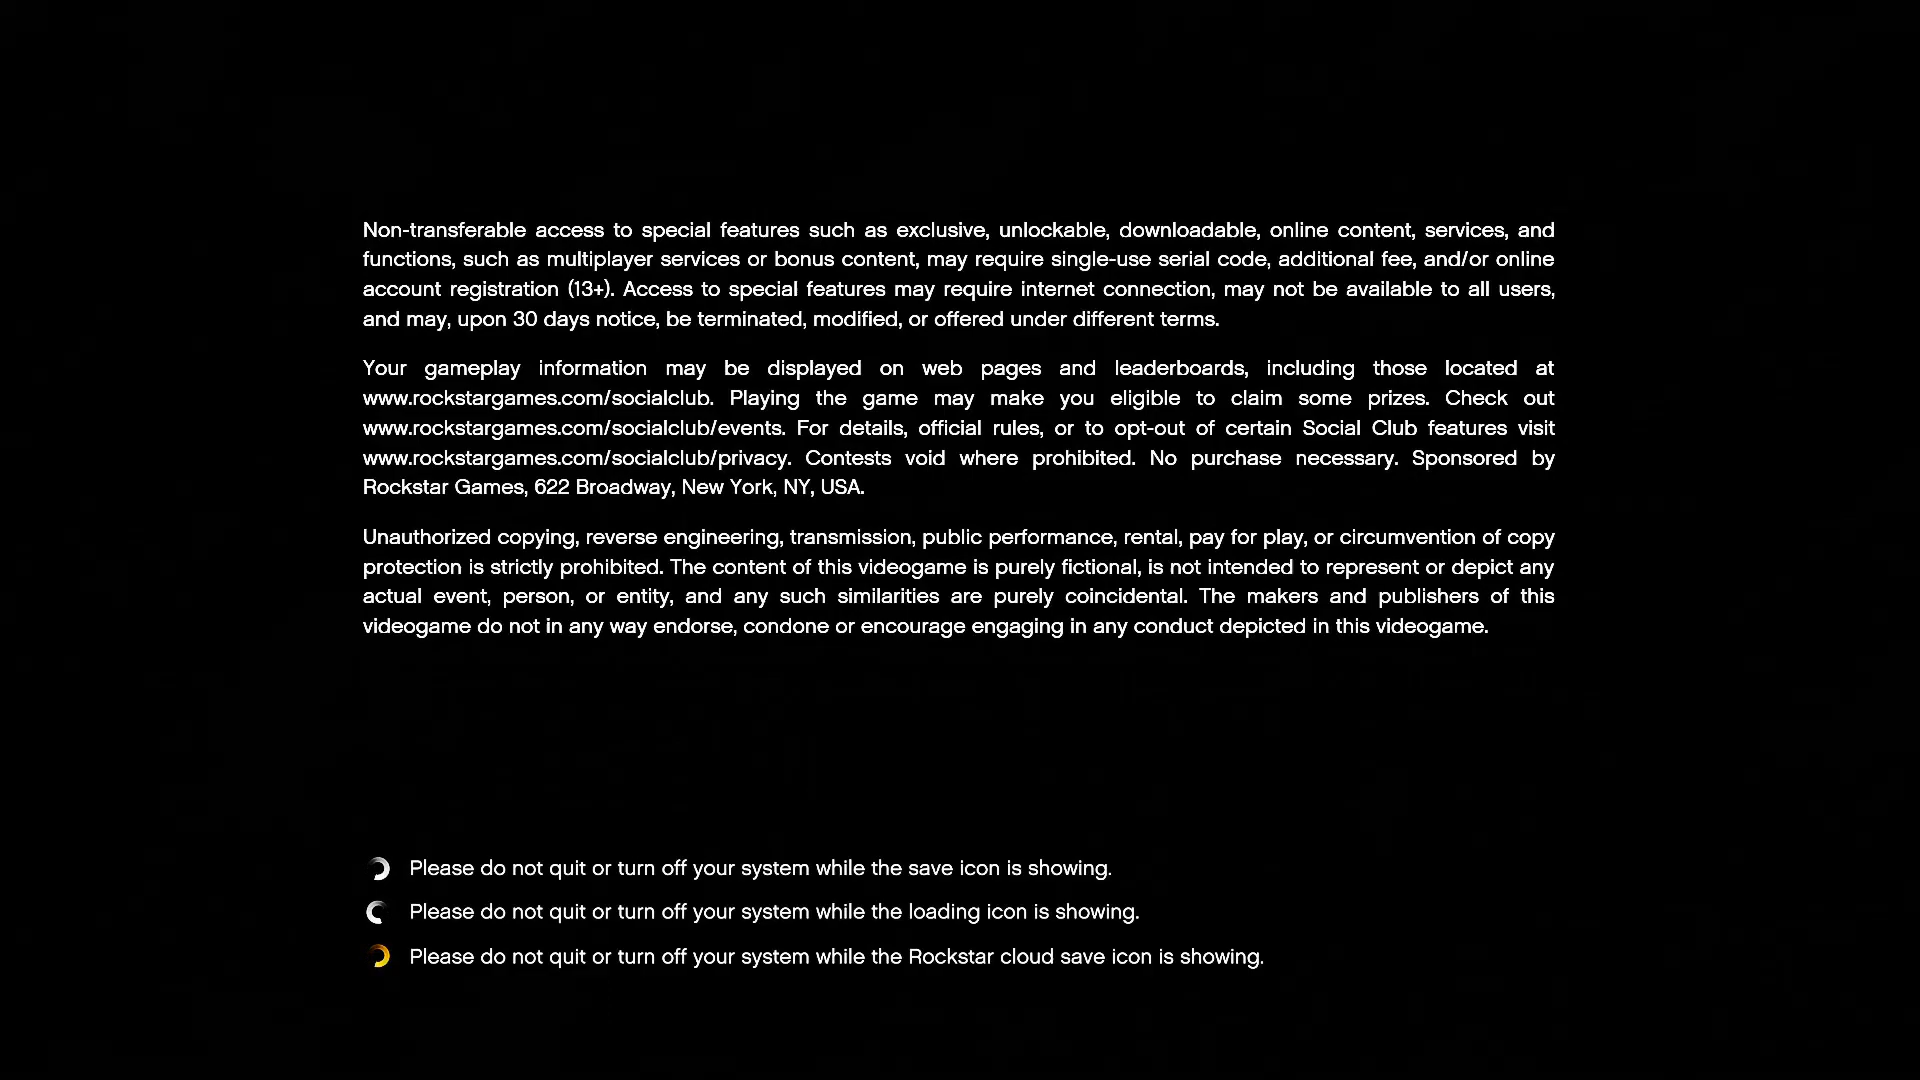 Non-transferable access to special features such as exclusive, unlockable, downloadable, online content, services, and
functions, such as multiplayer services or bonus content, may require single-use serial code, additional fee, and/or online
account registration (13+). Access to special features may require internet connection, may not be available to all users,
and may, upon 30 days notice, be terminated, modified, or offered under different terms.
Your gameplay information may be displayed on web pages and leaderboards, including those located at
www.rockstargames.com/socialclub. Playing the game may make you eligible to claim some prizes. Check out
www.rockstargames.com/socialclub/events. For details, official rules, or to opt-out of certain Social Club features visit
www.rockstargames.com/socialclub/privacy. Contests void where prohibited. No purchase necessary. Sponsored by
Rockstar Games, 622 Broadway, New York, NY, USA.
Unauthorized copying, reverse engineering, transmission, public performance, rental, pay for play, or circumvention of copy
protection is strictly prohibited. The content of this videogame is purely fictional, is not intended to represent or depict any
actual event, person, or entity, and any such similarities are purely coincidental. The makers and publishers of this
videogame do not in any way endorse, condone or encourage engaging in any conduct depicted in this videogame.
Please do not quit or turn off your system while the save icon is showing.
Please do not quit or turn off your system while the loading icon is showing.
Please do not quit or turn off your system while the Rockstar cloud save icon is showing.